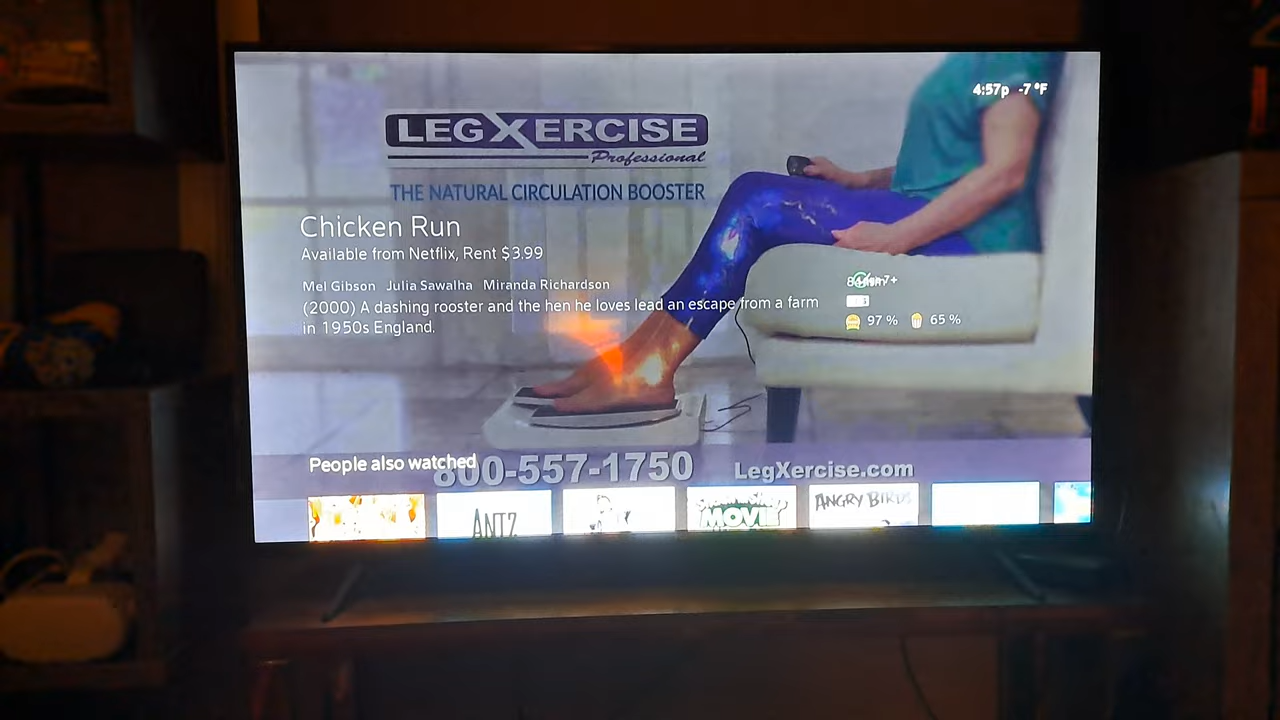 4:57p -7 °F
LEGXERCISE
Professional
THE NATURAL CIRCULATION BOOSTER
Chicken Run
Available from Netflix, Rent $3.99
Mel Gibson Julia Sawalha Miranda Richardson
(2000) A dashing rooster and the hen he loves lead an escape from a farm
in 1950s England.
7+
97 % 65 %
People also watched
800-557-1750
LegXercise.com
ANTZ
MOVIE
ANGRY BIRDS